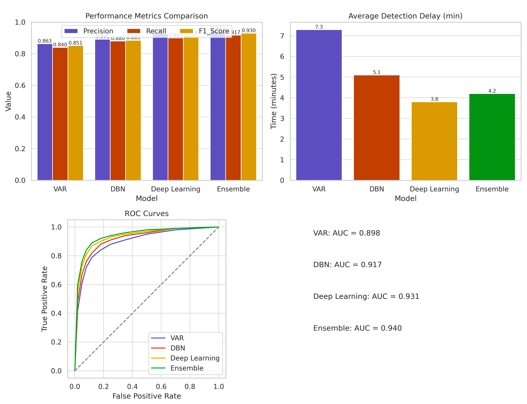 Performance Metrics Comparison
Precision Recall F1_Score
1.0
0.8
0.6
0.4
0.2
0.0
Value
0.863 0.840 0.851
0.930
VAR DBN Deep Learning Ensemble
Model
Average Detection Delay (min)
7
6
5
4
3
2
1
0
Time (minutes)
7.3
5.1
3.8
4.2
VAR DBN Deep Learning Ensemble
Model
ROC Curves
1.0
0.8
0.6
0.4
0.2
0.0
True Positive Rate
VAR
DBN
Deep Learning
Ensemble
0.0 0.2 0.4 0.6 0.8 1.0
False Positive Rate
VAR: AUC = 0.898
DBN: AUC = 0.917
Deep Learning: AUC = 0.931
Ensemble: AUC = 0.940